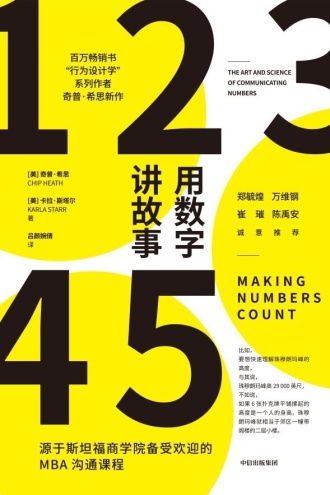 123
百万畅销书
“行为设计学”
系列作者
奇普·希思新作
THE ART AND SCIENCE
OF COMMUNICATING
NUMBERS
[美] 奇普·希思
CHIP HEATH
[美] 卡拉·斯塔尔
KARLA STARR
著
吕颜婉倩
译
用数字
讲故事
郑毓煌 万维钢
崔璀 陈禹安
诚意推荐
45
MAKING
NUMBERS
COUNT
比如,
要想快速理解珠穆朗玛峰的
高度,
与其说,
珠穆朗玛峰高 29 000 英尺,
不如说,
如果 6 张扑克牌平铺摞起的
高度是一个人的身高,珠穆
朗玛峰就相当于郊区一幢带
阁楼的二层小楼。
源于斯坦福商学院备受欢迎的
MBA 沟通课程
中信出版集团